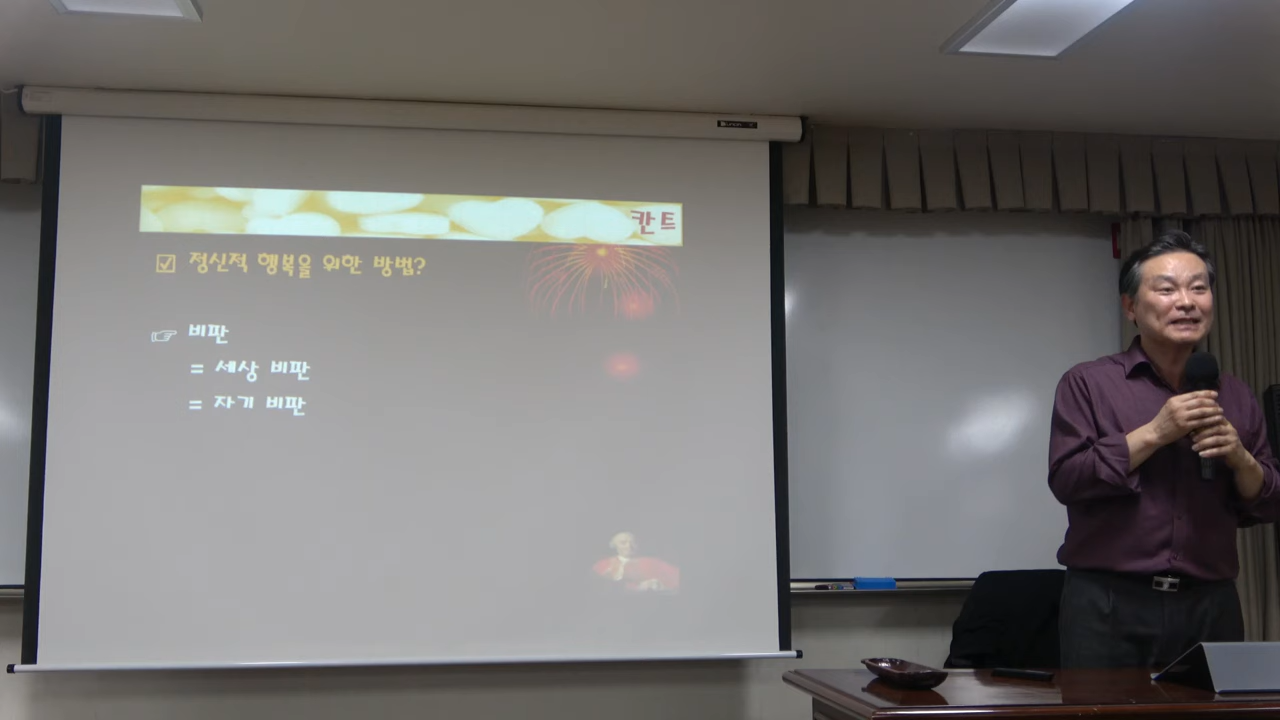 칸트
☑ 정신적 행복을 위한 방법?
☞ 비판
= 세상 비판
= 자기 비판